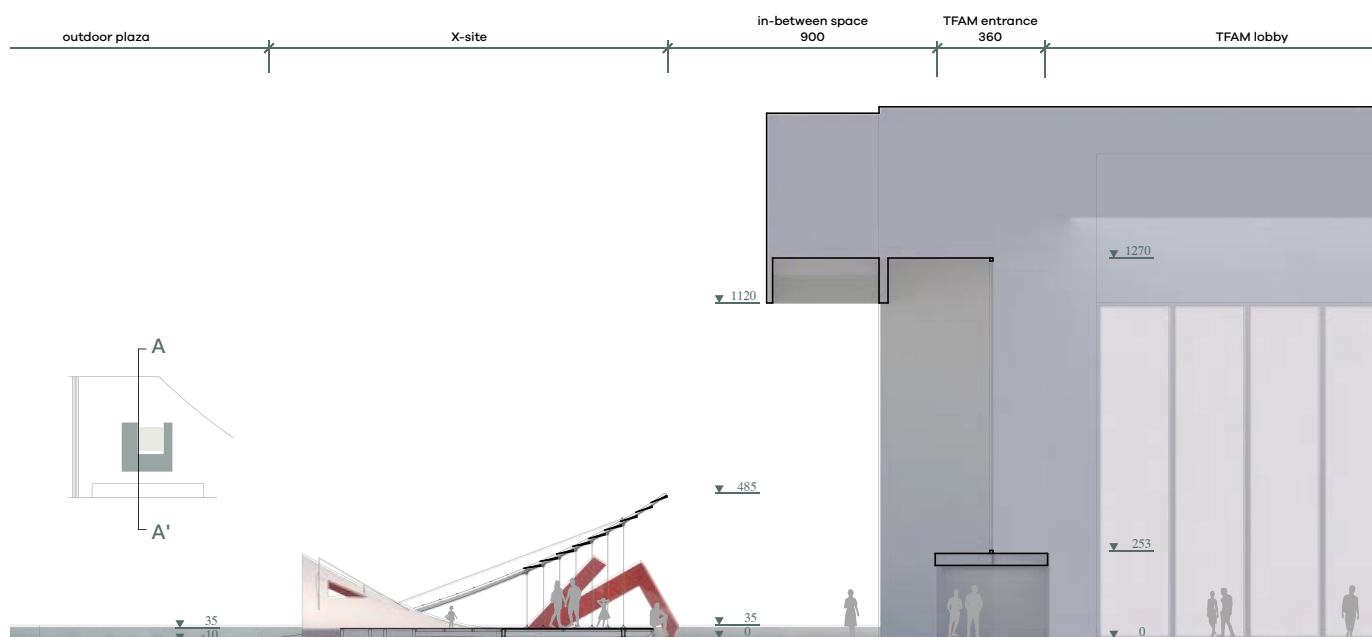 in-between space
TFAM entrance
outdoor plaza
X-site
900
360
TFAM lobby
1270
1120
A
485
A'
253
35
-10
35
0
0